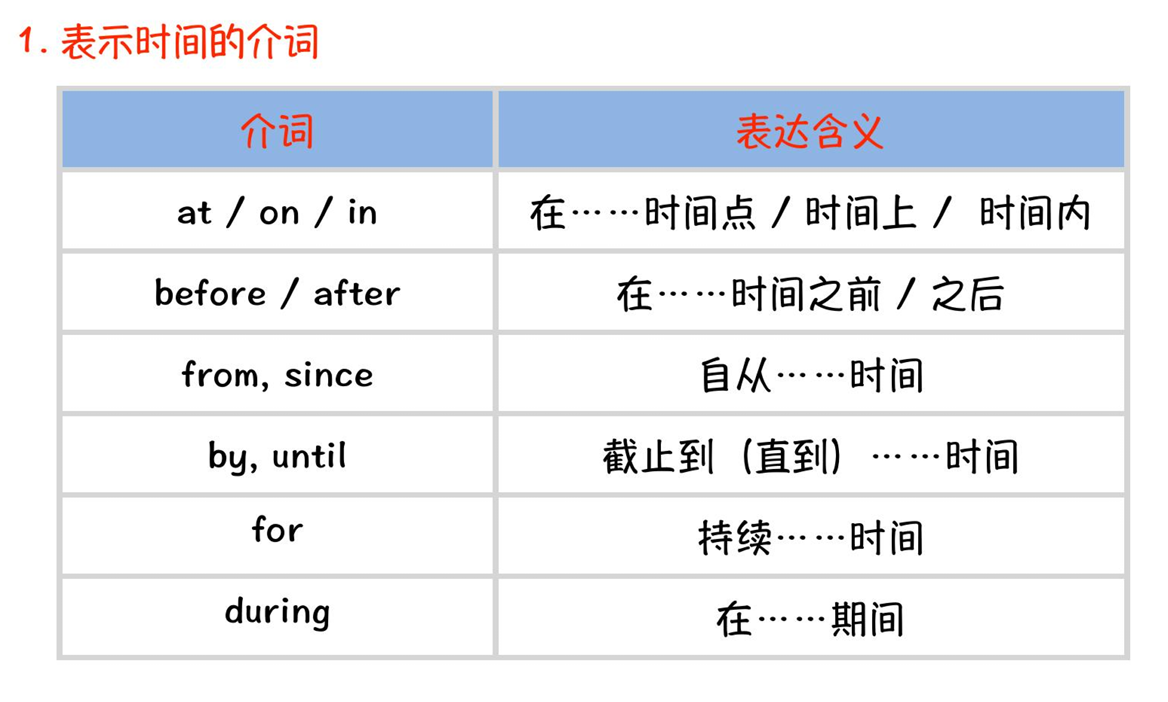 1. 表示时间的介词
介词 表达含义
at / on / in 在……时间点 / 时间上 / 时间内
before / after 在……时间之前 / 之后
from, since 自从……时间
by, until 截止到（直到）……时间
for 持续……时间
during 在……期间